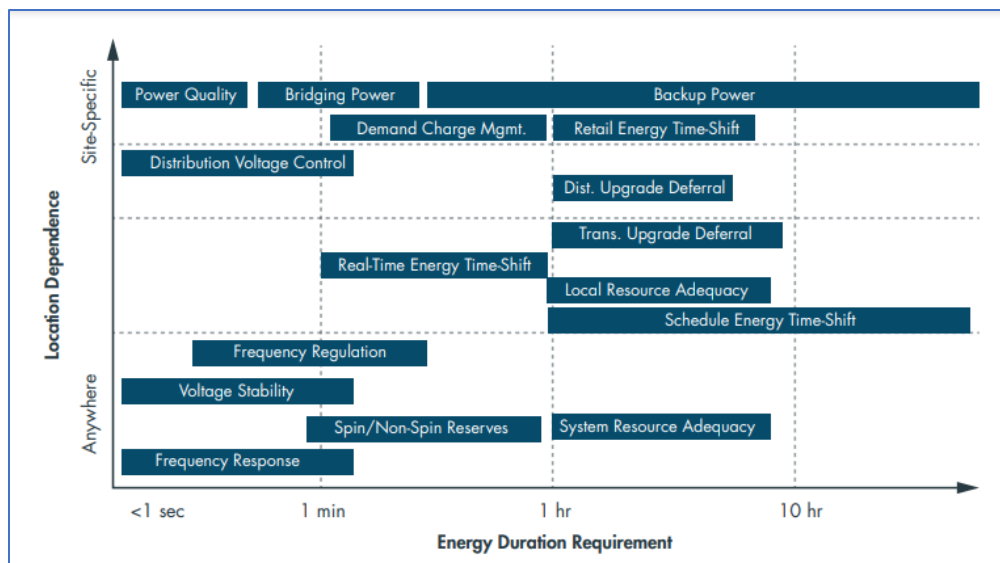 Site-Specific
Power Quality
Bridging Power
Backup Power
Demand Charge Mgmt.
Retail Energy Time-Shift
Distribution Voltage Control
Dist. Upgrade Deferral
Location Dependence
Trans. Upgrade Deferral
Real-Time Energy Time-Shift
Local Resource Adequacy
Schedule Energy Time-Shift
Anywhere
Frequency Regulation
Voltage Stability
Spin/Non-Spin Reserves
System Resource Adequacy
Frequency Response
<1 sec
1 min
1 hr
10 hr
Energy Duration Requirement